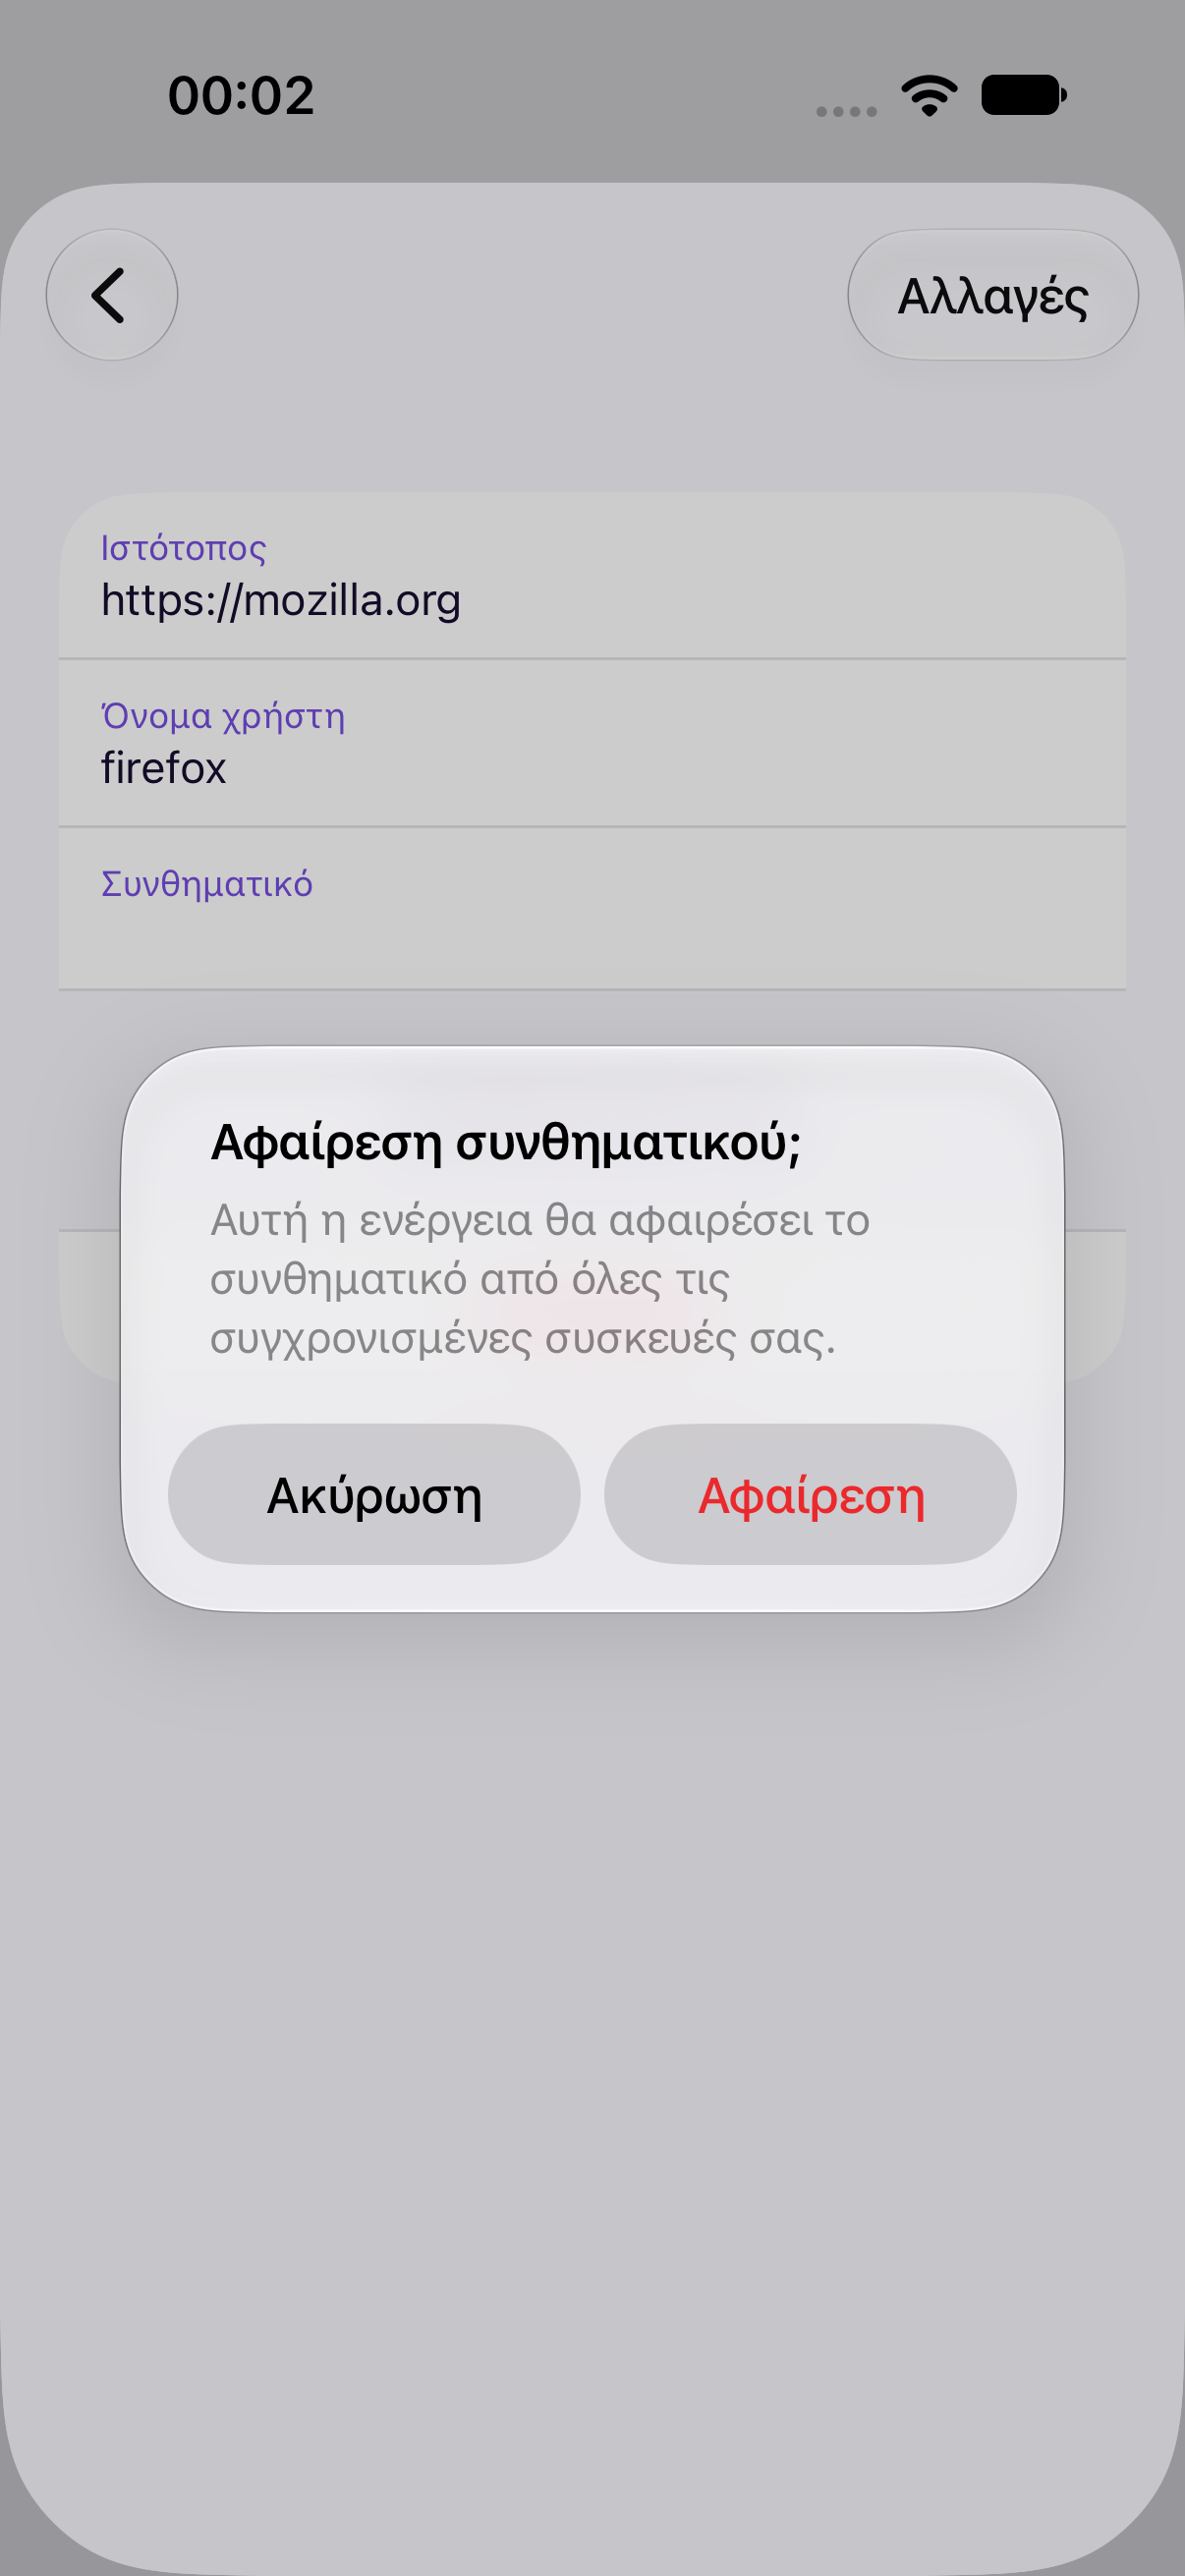 00:02
Αλλαγές
Ιστότοπος
https://mozilla.org
Όνομα χρήστη
firefox
Συνθηματικό
Αφαίρεση συνθηματικού;
Αυτή η ενέργεια θα αφαιρέσει το
συνθηματικό από όλες τις
συγχρονισμένες συσκευές σας.
Ακύρωση
Αφαίρεση